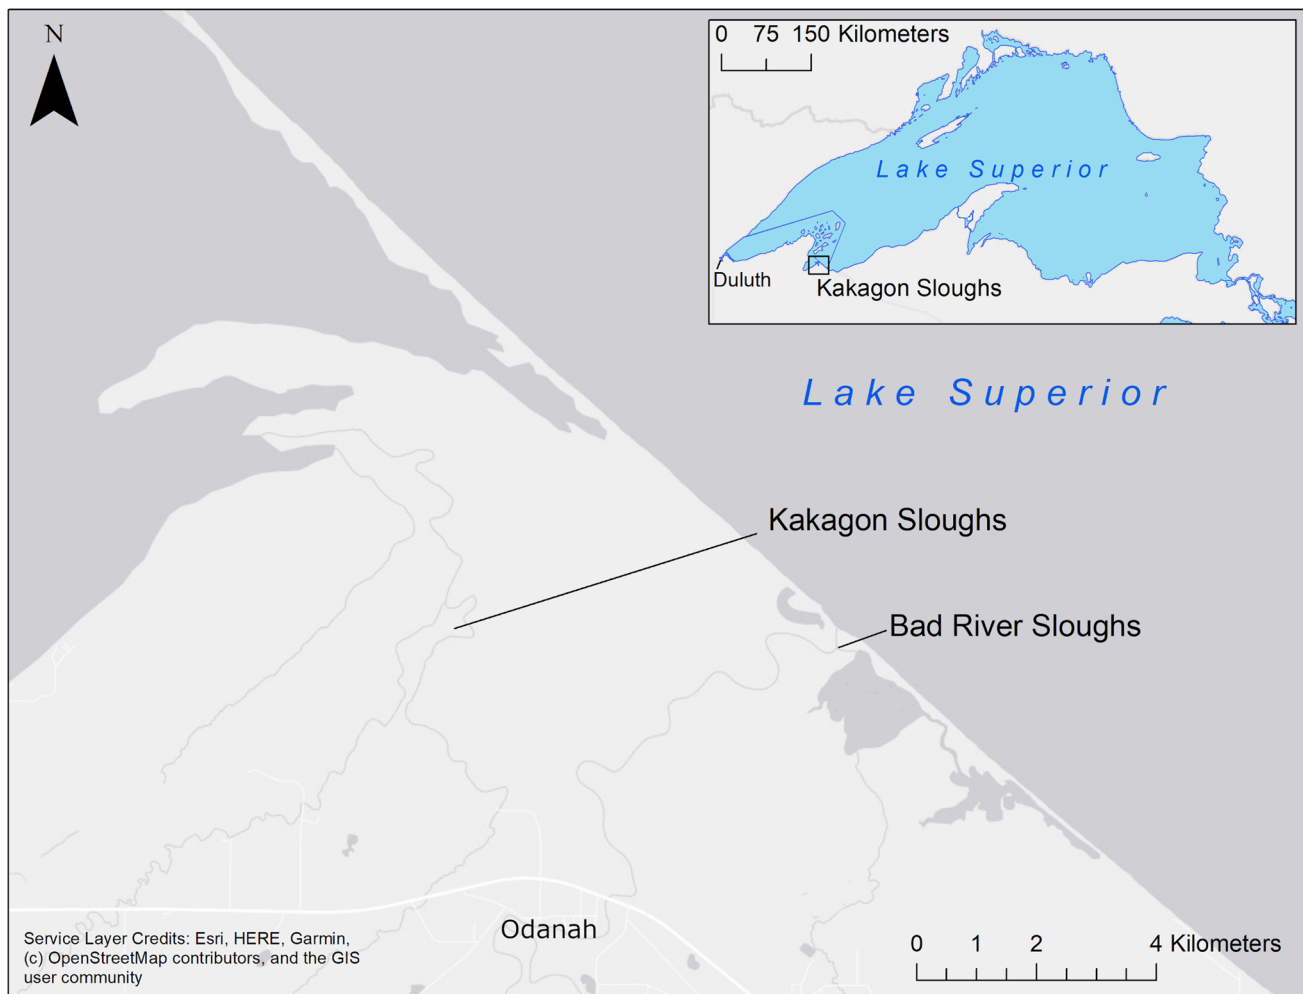 N
0 75 150 Kilometers
Lake Superior
Duluth
Kakagon Sloughs
Lake Superior
Kakagon Sloughs
Bad River Sloughs
Odanah
Service Layer Credits: Esri, HERE, Garmin,
(c) OpenStreetMap contributors, and the GIS
user community
0 1 2 4 Kilometers